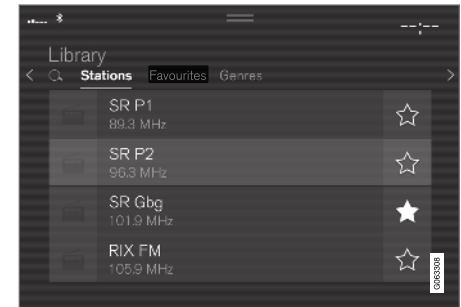 --:--
Library
Stations Favourites Genres
SR P1
89.3 MHz
SR P2
96.3 MHz
SR Gbg
101.9 MHz
RIX FM
105.9 MHz
G063308